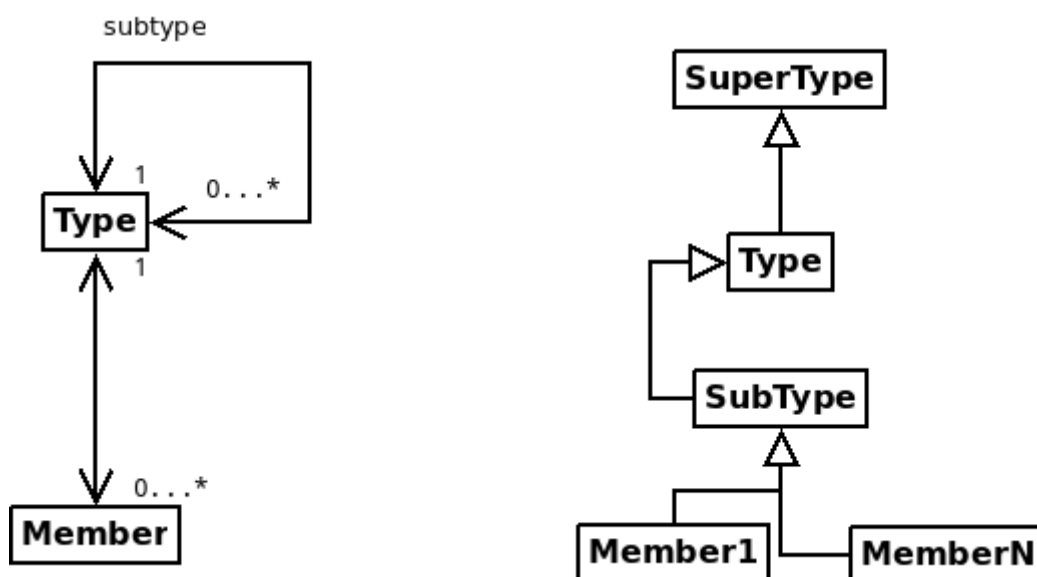 subtype
1
0...*
Type
1
0...*
Member
SuperType
Type
SubType
Member1
MemberN